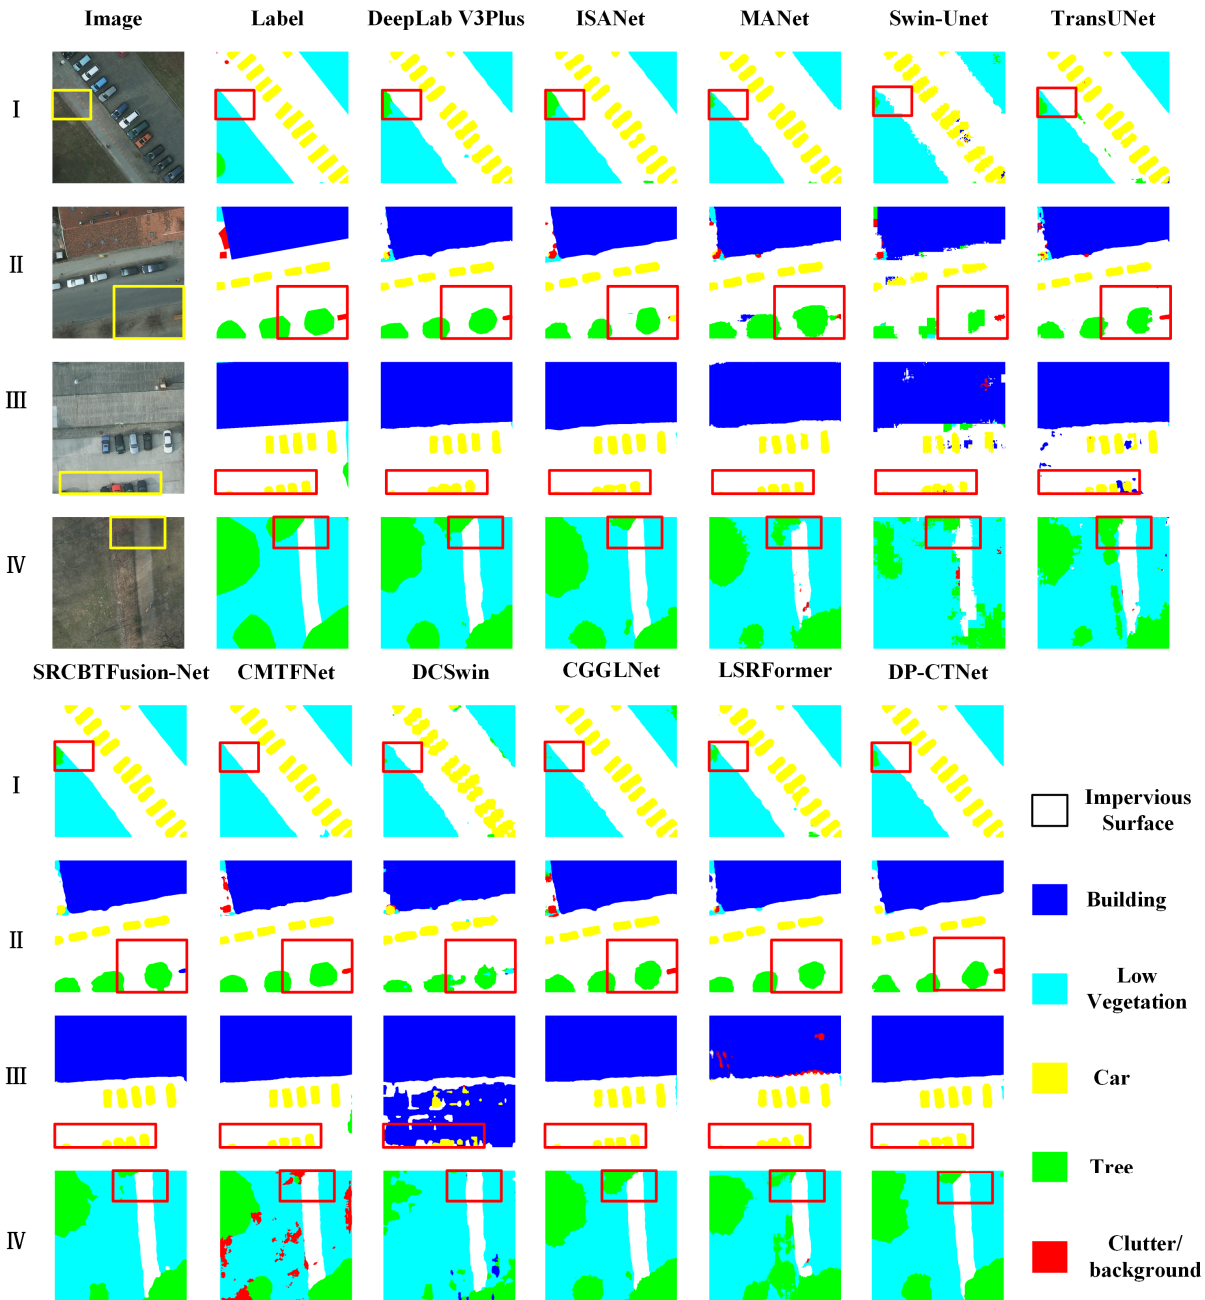 Image Label DeepLab V3Plus ISANet MANet Swin-Unet TransUNet
I
II
III
IV
SRCBTFusion-Net CMTFNet DCSwin CGGLNet LSRFormer DP-CTNet
I
II
III
IV
Impervious
Surface
Building
Low
Vegetation
Car
Tree
Clutter/
background